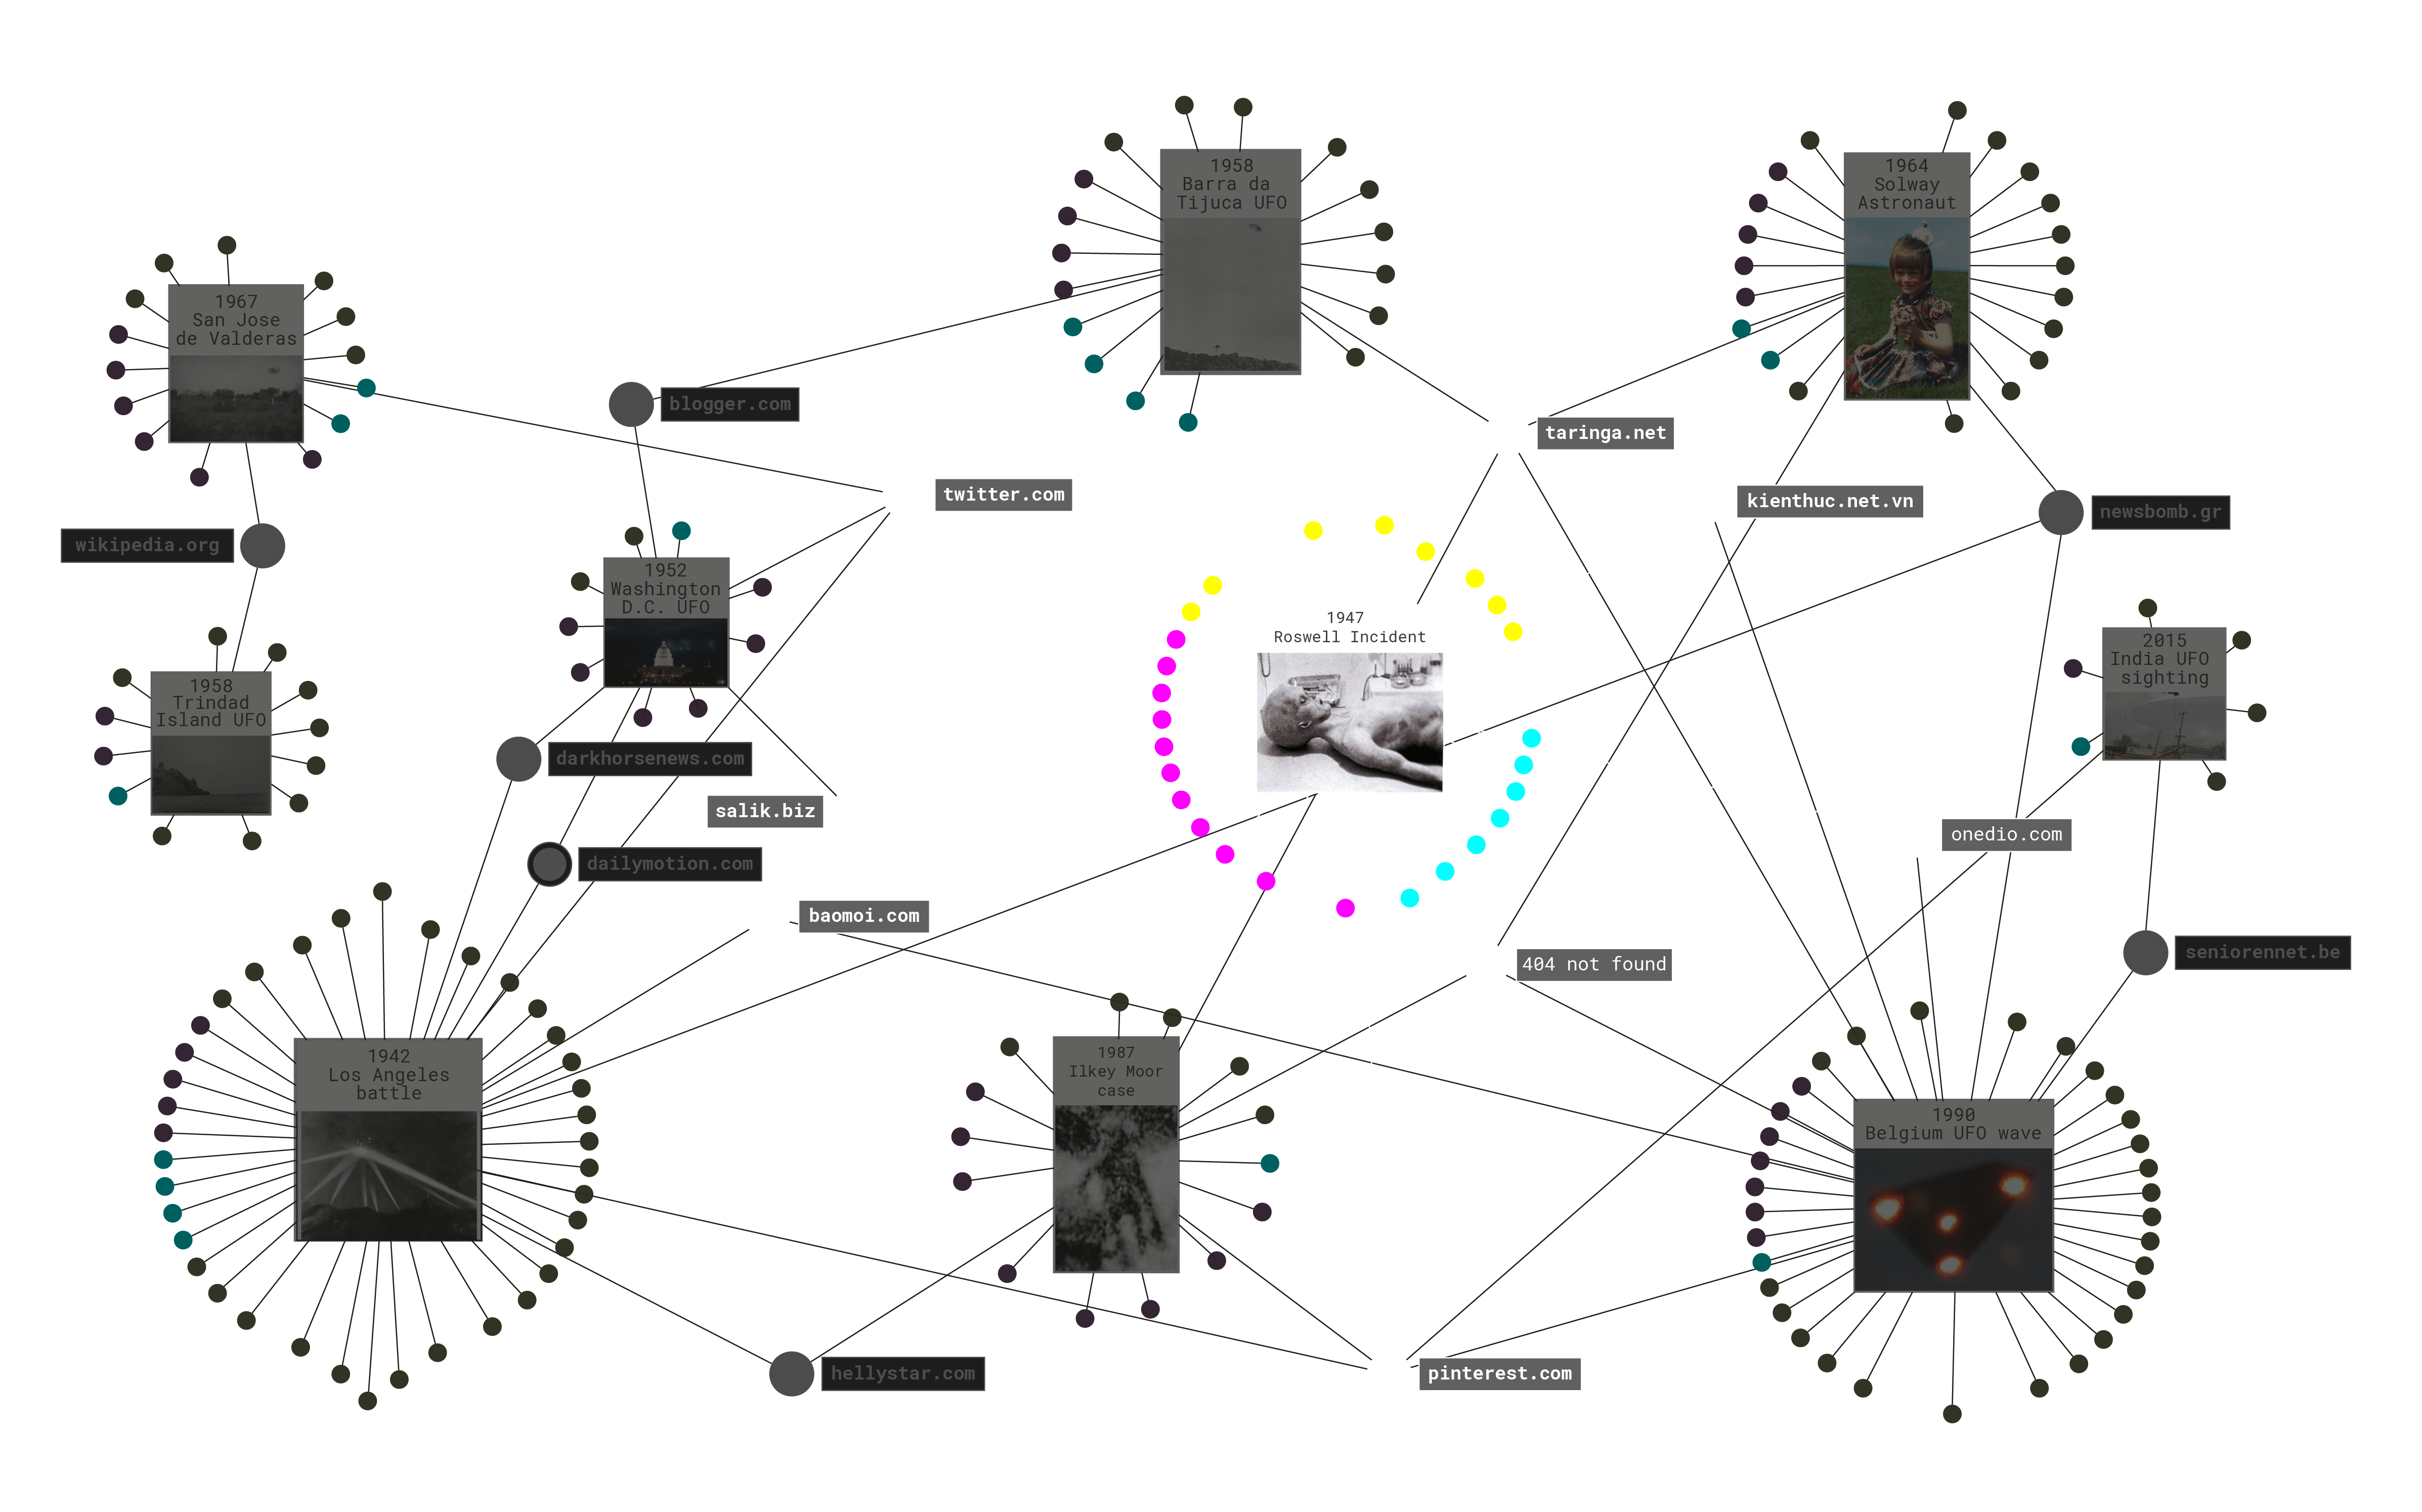 1958
Barra da
Tijuca UFO
1964
Solway
Astronaut
1967
San Jose
de Valderas
blogger.com
taringa.net
twitter.com
kienthuc.net.vn
newsbomb.gr
wikipedia.org
1952
Washington
D.C. UFO
1947
Roswell Incident
2015
India UFO
sighting
1958
Trindad
Island UFO
darkhorsenews.com
salik.biz
onedio.com
dailymotion.com
baomoi.com
404 not found
seniorennet.be
1942
Los Angeles
battle
1987
Ilkey Moor
case
1990
Belgium UFO wave
hellystar.com
pinterest.com